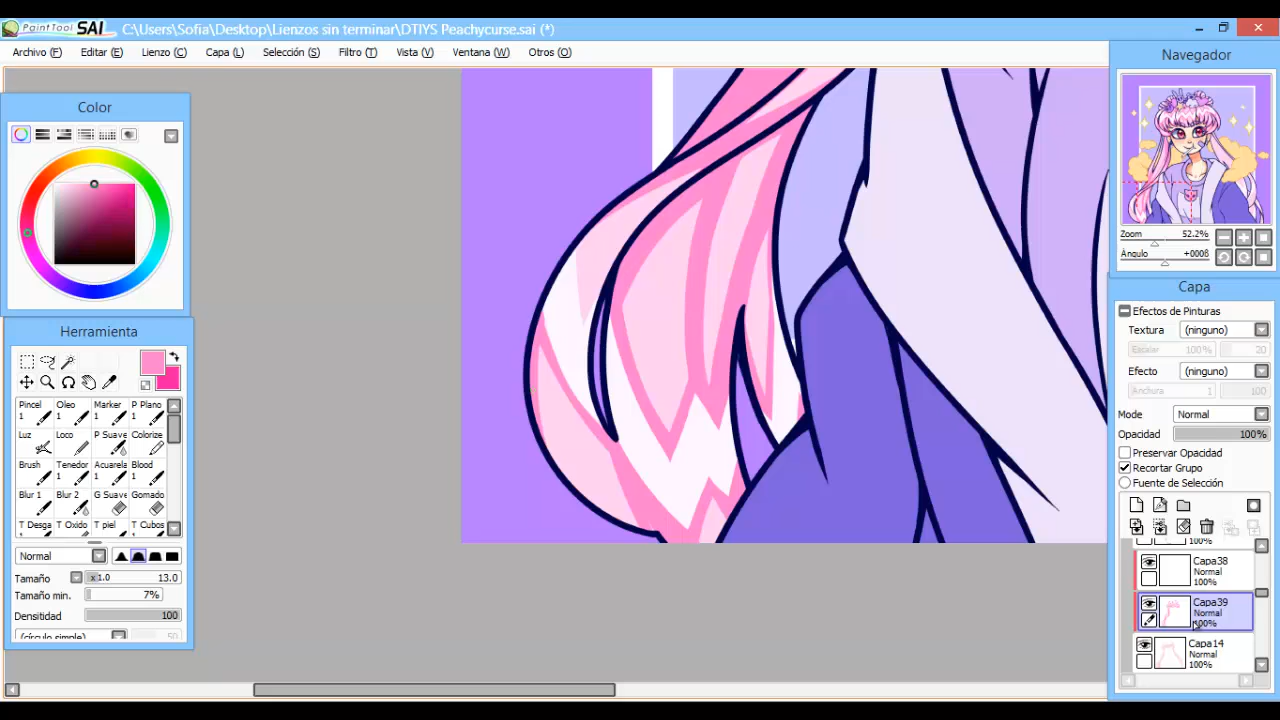 PaintTool SAI C:\Users\Sofia\Desktop\Lienzos sin terminar\DTIYS Peachycurse.sai (*)
Archivo (F) Editar (E) Lienzo (C) Capa (L) Selección (S) Filtro (T) Vista (V) Ventana (W) Otros (O)
Color
Herramienta
Pincel Oleo Marker P Plano
1 1 1 1
Luz Loco P Suave Colorize
Brush Tenedor Acuarela Blood
1 1 1 1
Blur 1 Blur 2 G Suave Gomado
T Desga T Oxido T piel T Cubos
Normal
Tamaño x1.0 13.0
Tamaño min. 7%
Densitidad 100
(círculo simple) 50
Navegador
Zoom 52.2%
Ángulo +0008
Capa
Efectos de Pinturas
Textura (ninguno)
Escalar 100% 20
Efecto (ninguno)
Anchura 1 100
Modo Normal
Opacidad 100%
Preservar Opacidad
Recortar Grupo
Fuente de Selección
100%
Capa38
Normal
100%
Capa39
Normal
100%
Capa14
Normal
100%